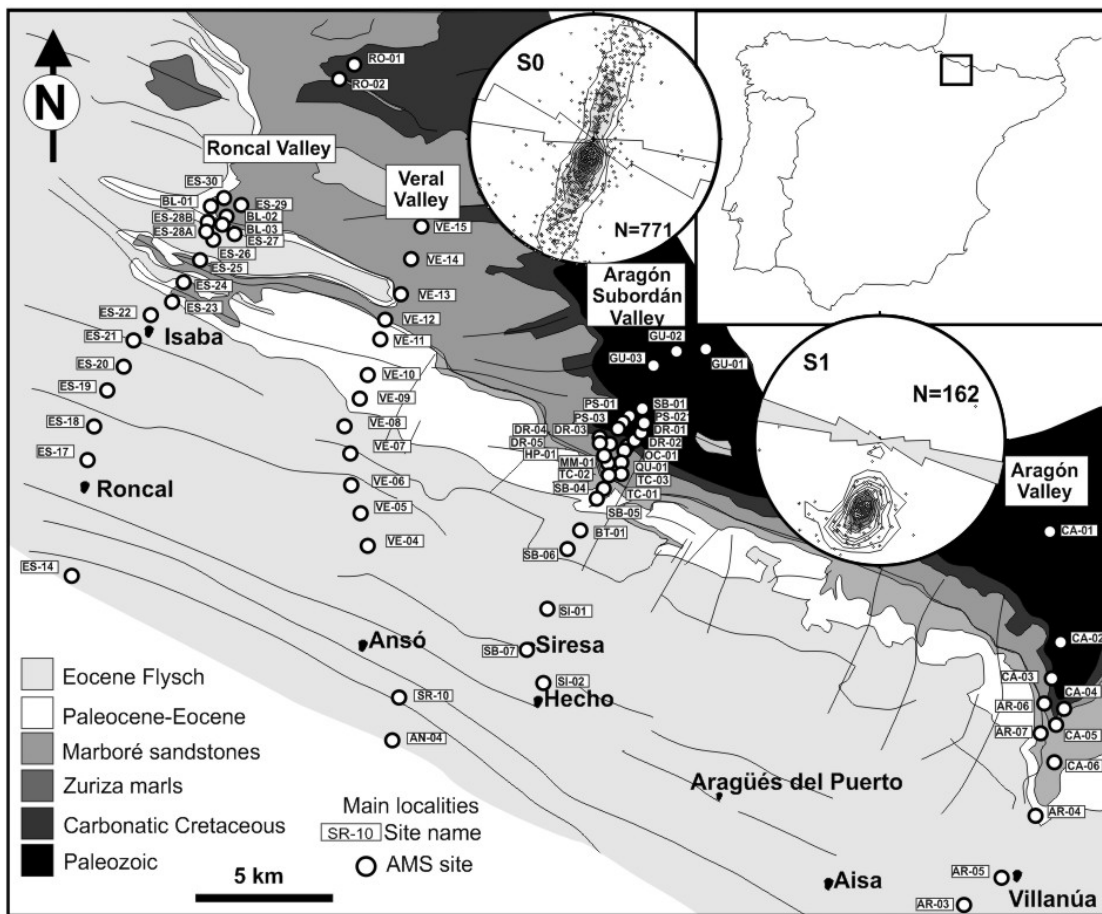 RO-01
RO-02
S0
N=771
N
Roncal Valley
Veral
Valley
ES-30
BL-01
ES-29
ES-28B
BL-02
ES-28A
BL-03
ES-27
ES-26
ES-25
ES-24
ES-23
ES-22
Isaba
ES-21
ES-20
ES-19
ES-18
ES-17
Roncal
ES-14
VE-15
VE-14
VE-13
VE-12
VE-11
VE-10
VE-09
VE-08
VE-07
VE-06
VE-05
VE-04
Aragón
Subordán
Valley
GU-02
GU-03
GU-01
PS-01
SB-01
PS-03
PS-02
DR-04
DR-01
DR-03
DR-02
DR-05
OC-01
HP-01
QU-01
MM-01
TC-03
TC-02
TC-01
SB-04
SB-05
BT-01
SB-06
S1
N=162
Aragón
Valley
CA-01
CA-02
CA-03
CA-04
AR-06
AR-07
CA-05
CA-06
AR-04
SI-01
Ansó
SB-07
Siresa
SI-02
Hecho
SR-10
AN-04
Aragüés del Puerto
AR-05
Aisa
Villanúa
AR-03
Eocene Flysch
Paleocene-Eocene
Marboré sandstones
Zuriza marls
Carbonatic Cretaceous
Paleozoic
Main localities
SR-10 Site name
AMS site
5 km